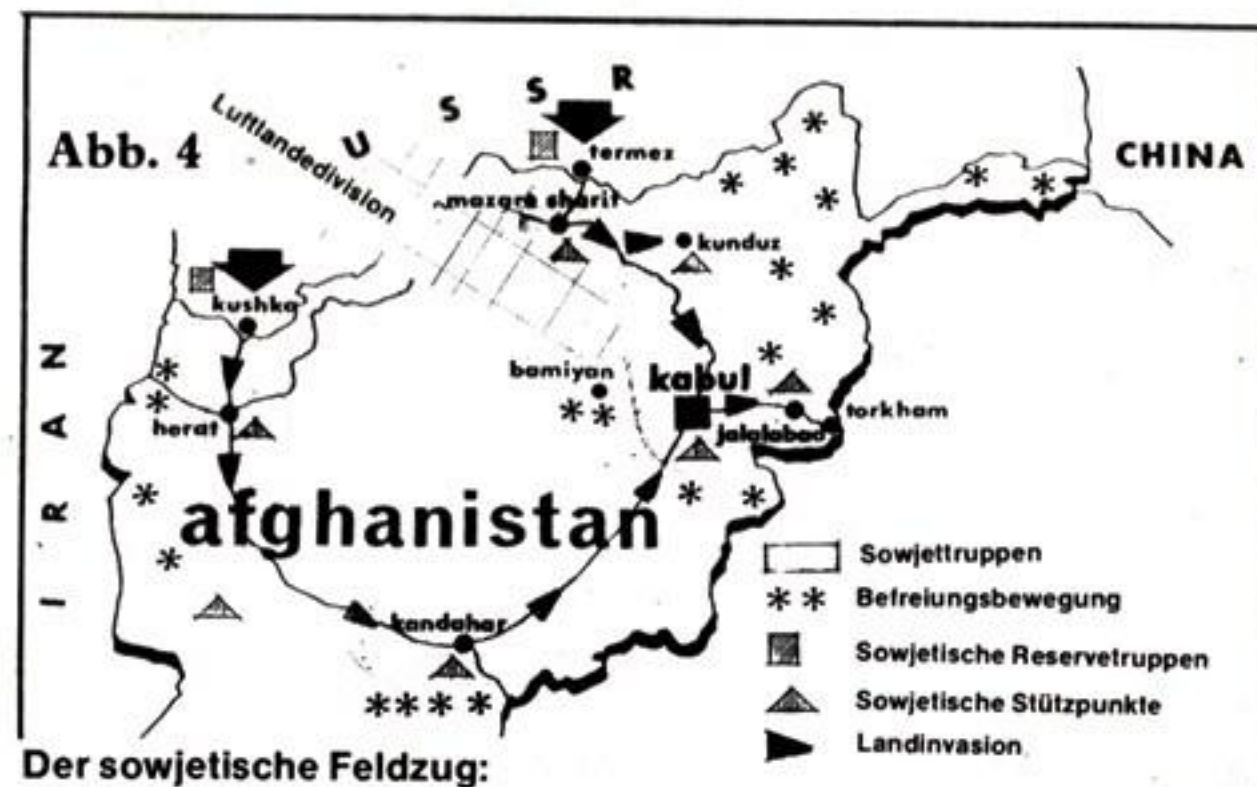 Abb. 4
U S S R
Luftlandedivision
termez
CHINA
mazare sharif
kunduz
kushka
IRAN
bamiyan
kabul
herat
jalalabad
torkham
afghanistan
kandahar
Sowjettruppen
Befreiungsbewegung
Sowjetische Reservetruppen
Sowjetische Stützpunkte
Landinvasion
Der sowjetische Feldzug: